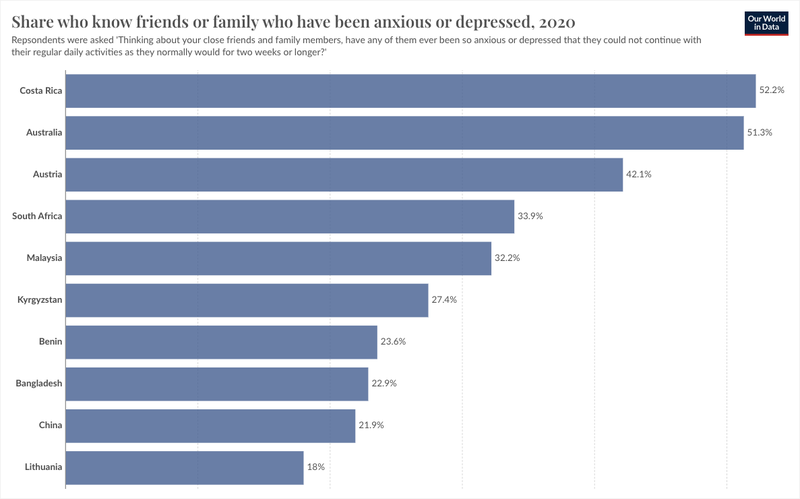 Share who know friends or family who have been anxious or depressed, 2020
Our World
in Data
Repsondents were asked 'Thinking about your close friends and family members, have any of them ever been so anxious or depressed that they could not continue with
their regular daily activities as they normally would for two weeks or longer?'
Costa Rica 52.2%
Australia 51.3%
Austria 42.1%
South Africa 33.9%
Malaysia 32.2%
Kyrgyzstan 27.4%
Benin 23.6%
Bangladesh 22.9%
China 21.9%
Lithuania 18%